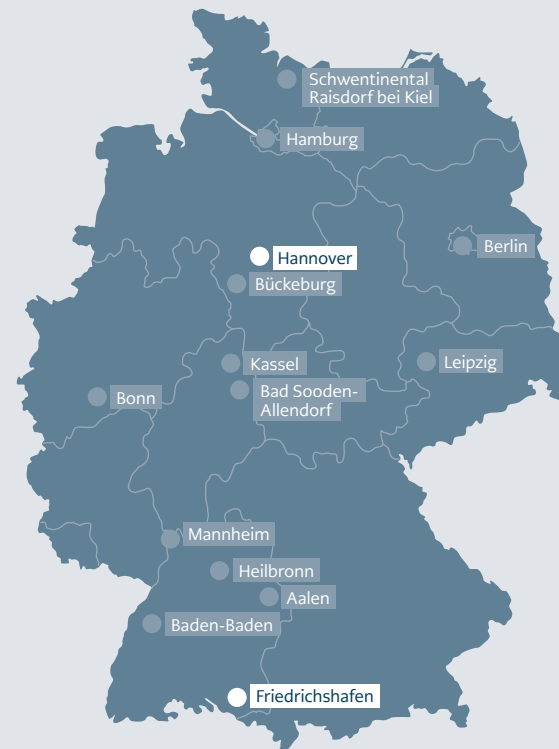 Schwentinental
Raisdorf bei Kiel
Hamburg
Berlin
Hannover
Bückeburg
Kassel
Leipzig
Bad Sooden-
Allendorf
Bonn
Mannheim
Heilbronn
Aalen
Baden-Baden
Friedrichshafen